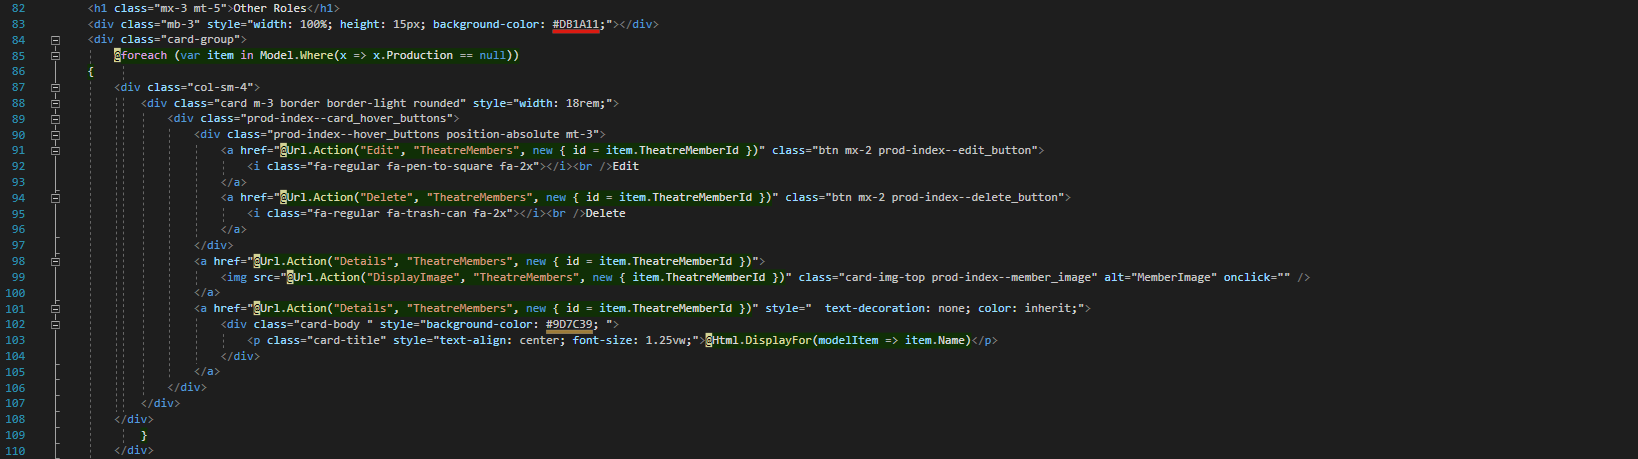 82 <h1 class="mx-3 mt-5">Other Roles</h1>
83 <div class="mb-3" style="width: 100%; height: 15px; background-color: #DB1A11;"></div>
84 <div class="card-group">
85 @foreach (var item in Model.Where(x => x.Production == null))
86 {
87 <div class="col-sm-4">
88 <div class="card m-3 border border-light rounded" style="width: 18rem;">
89 <div class="prod-index--card_hover_buttons">
90 <div class="prod-index--hover_buttons position-absolute mt-3">
91 <a href="@Url.Action("Edit", "TheatreMembers", new { id = item.TheatreMemberId })" class="btn mx-2 prod-index--edit_button">
92 <i class="fa-regular fa-pen-to-square fa-2x"></i><br />Edit
93 </a>
94 <a href="@Url.Action("Delete", "TheatreMembers", new { id = item.TheatreMemberId })" class="btn mx-2 prod-index--delete_button">
95 <i class="fa-regular fa-trash-can fa-2x"></i><br />Delete
96 </a>
97 </div>
98 <a href="@Url.Action("Details", "TheatreMembers", new { id = item.TheatreMemberId })">
99 <img src="@Url.Action("DisplayImage", "TheatreMembers", new { item.TheatreMemberId })" class="card-img-top prod-index--member_image" alt="MemberImage" onclick="" />
100 </a>
101 <a href="@Url.Action("Details", "TheatreMembers", new { id = item.TheatreMemberId })" style="  text-decoration: none; color: inherit;">
102 <div class="card-body " style="background-color: #9D7C39; ">
103 <p class="card-title" style="text-align: center; font-size: 1.25vw;">@Html.DisplayFor(modelItem => item.Name)</p>
104 </div>
105 </a>
106 </div>
107 </div>
108 </div>
109 }
110 </div>